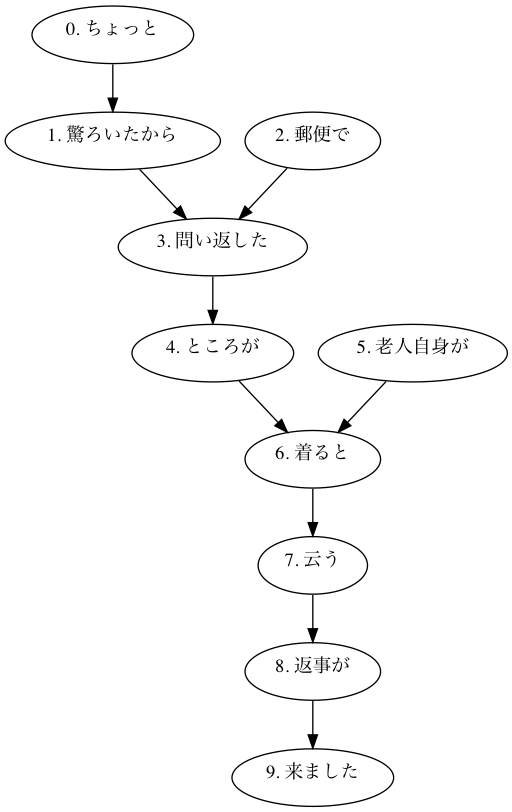 0. ちょっと
1. 驚ろいたから
2. 郵便で
3. 問い返した
4. ところが
5. 老人自身が
6. 着ると
7. 云う
8. 返事が
9. 来ました